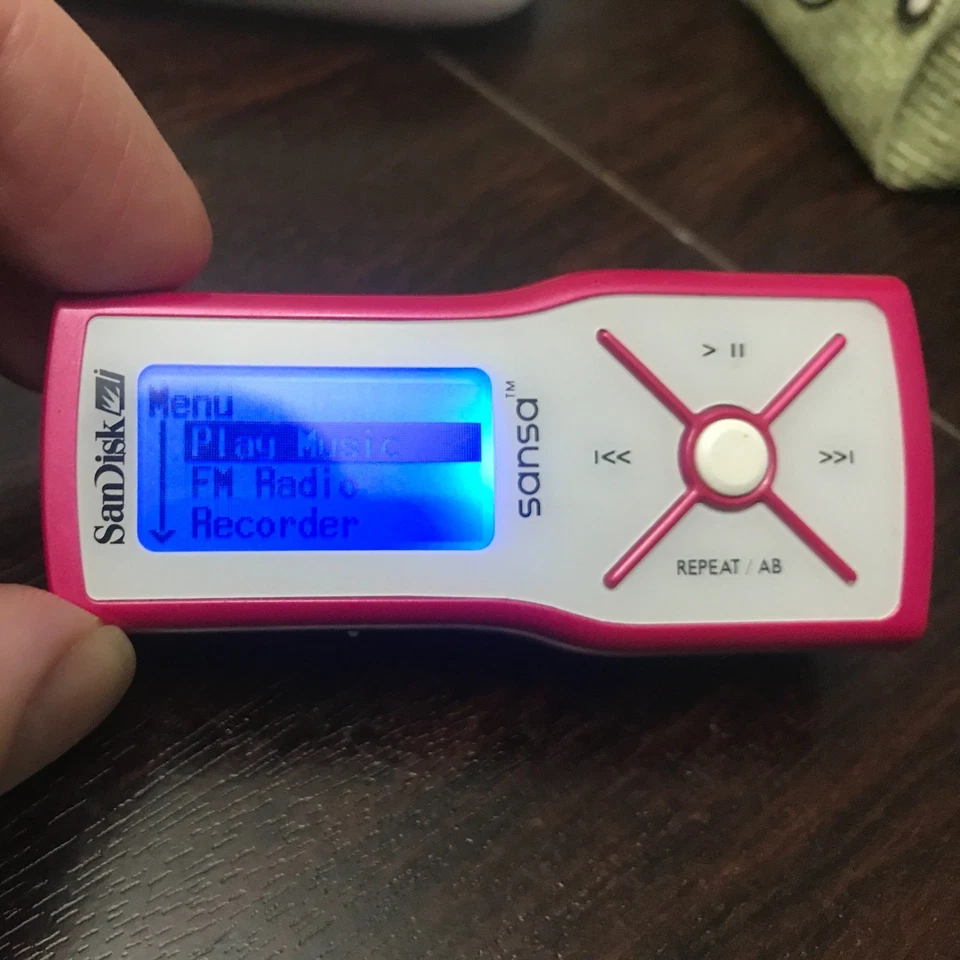 SanDisk
Menu
Play Music
FM Radio
Recorder
sansa™
> II
I<<
>>I
REPEAT / AB